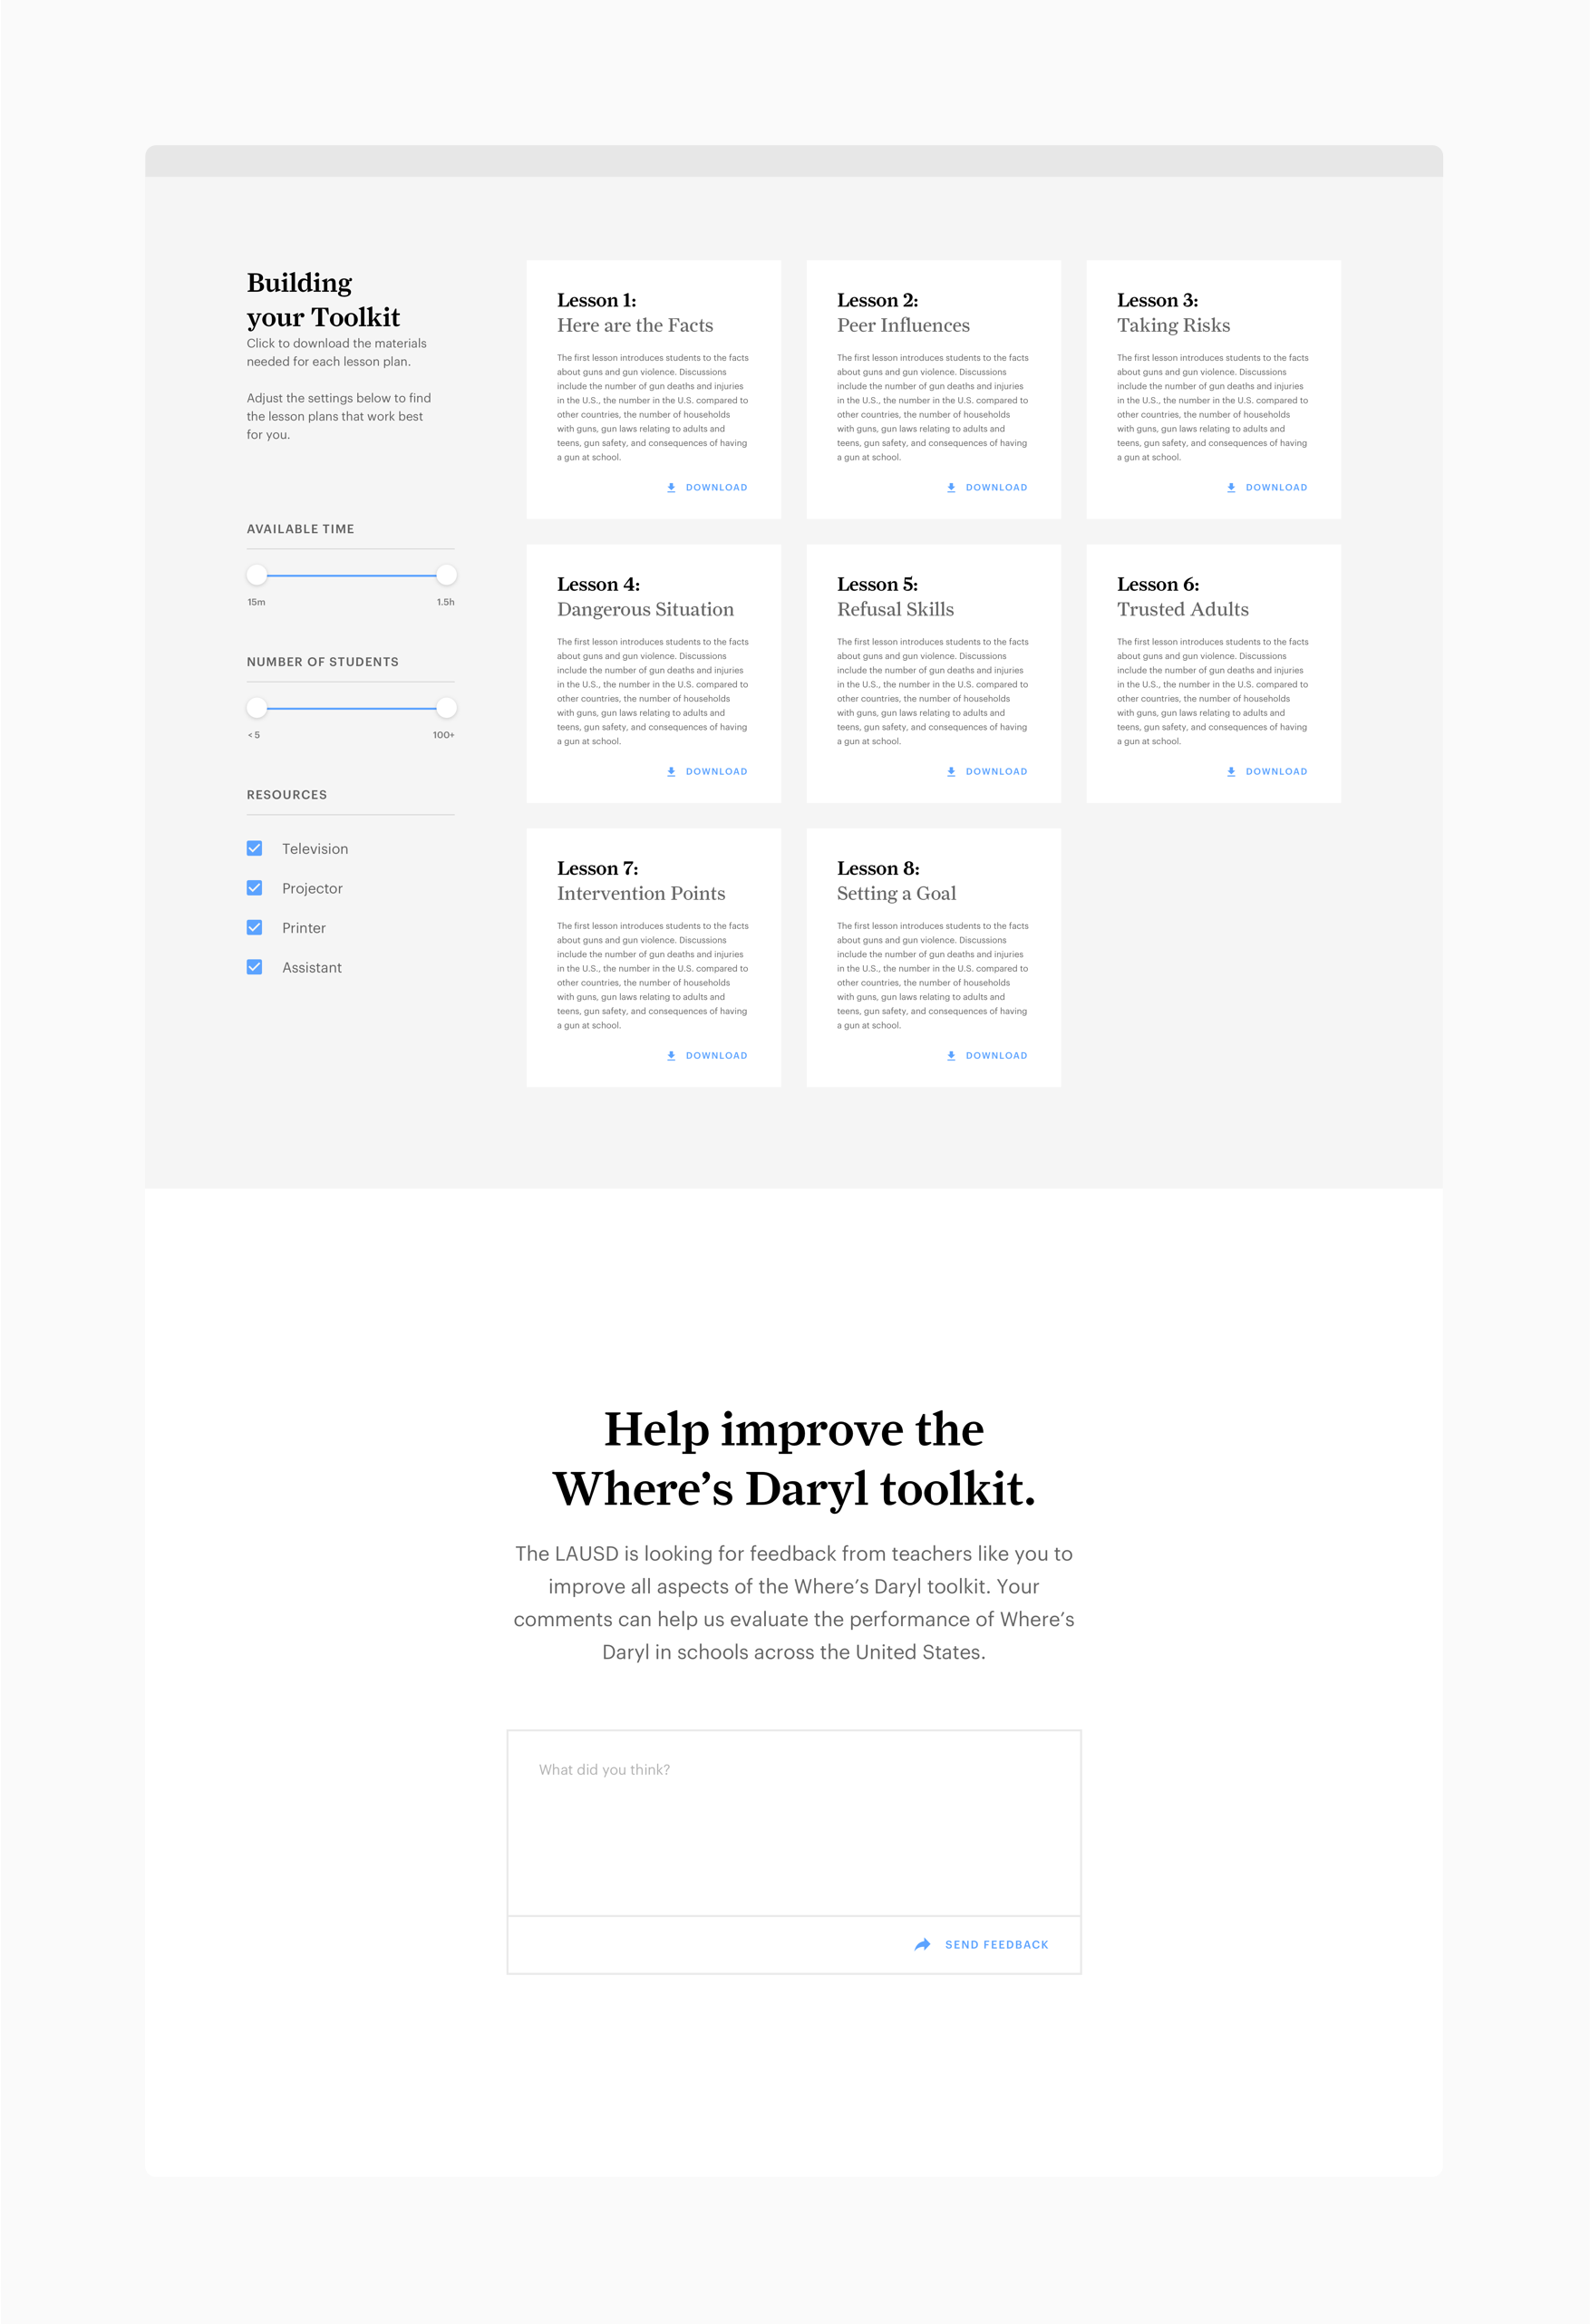 Building
your Toolkit
Click to download the materials
needed for each lesson plan.
Adjust the settings below to find
the lesson plans that work best
for you.
AVAILABLE TIME
15m
1.5h
NUMBER OF STUDENTS
< 5
100+
RESOURCES
Television
Projector
Printer
Assistant
Lesson 1:
Here are the Facts
The first lesson introduces students to the facts
about guns and gun violence. Discussions
include the number of gun deaths and injuries
in the U.S., the number in the U.S. compared to
other countries, the number of households
with guns, gun laws relating to adults and
teens, gun safety, and consequences of having
a gun at school.
DOWNLOAD
Lesson 2:
Peer Influences
The first lesson introduces students to the facts
about guns and gun violence. Discussions
include the number of gun deaths and injuries
in the U.S., the number in the U.S. compared to
other countries, the number of households
with guns, gun laws relating to adults and
teens, gun safety, and consequences of having
a gun at school.
DOWNLOAD
Lesson 3:
Taking Risks
The first lesson introduces students to the facts
about guns and gun violence. Discussions
include the number of gun deaths and injuries
in the U.S., the number in the U.S. compared to
other countries, the number of households
with guns, gun laws relating to adults and
teens, gun safety, and consequences of having
a gun at school.
DOWNLOAD
Lesson 4:
Dangerous Situation
The first lesson introduces students to the facts
about guns and gun violence. Discussions
include the number of gun deaths and injuries
in the U.S., the number in the U.S. compared to
other countries, the number of households
with guns, gun laws relating to adults and
teens, gun safety, and consequences of having
a gun at school.
DOWNLOAD
Lesson 5:
Refusal Skills
The first lesson introduces students to the facts
about guns and gun violence. Discussions
include the number of gun deaths and injuries
in the U.S., the number in the U.S. compared to
other countries, the number of households
with guns, gun laws relating to adults and
teens, gun safety, and consequences of having
a gun at school.
DOWNLOAD
Lesson 6:
Trusted Adults
The first lesson introduces students to the facts
about guns and gun violence. Discussions
include the number of gun deaths and injuries
in the U.S., the number in the U.S. compared to
other countries, the number of households
with guns, gun laws relating to adults and
teens, gun safety, and consequences of having
a gun at school.
DOWNLOAD
Lesson 7:
Intervention Points
The first lesson introduces students to the facts
about guns and gun violence. Discussions
include the number of gun deaths and injuries
in the U.S., the number in the U.S. compared to
other countries, the number of households
with guns, gun laws relating to adults and
teens, gun safety, and consequences of having
a gun at school.
DOWNLOAD
Lesson 8:
Setting a Goal
The first lesson introduces students to the facts
about guns and gun violence. Discussions
include the number of gun deaths and injuries
in the U.S., the number in the U.S. compared to
other countries, the number of households
with guns, gun laws relating to adults and
teens, gun safety, and consequences of having
a gun at school.
DOWNLOAD
Help improve the
Where’s Daryl toolkit.
The LAUSD is looking for feedback from teachers like you to
improve all aspects of the Where’s Daryl toolkit. Your
comments can help us evaluate the performance of Where’s
Daryl in schools across the United States.
What did you think?
SEND FEEDBACK